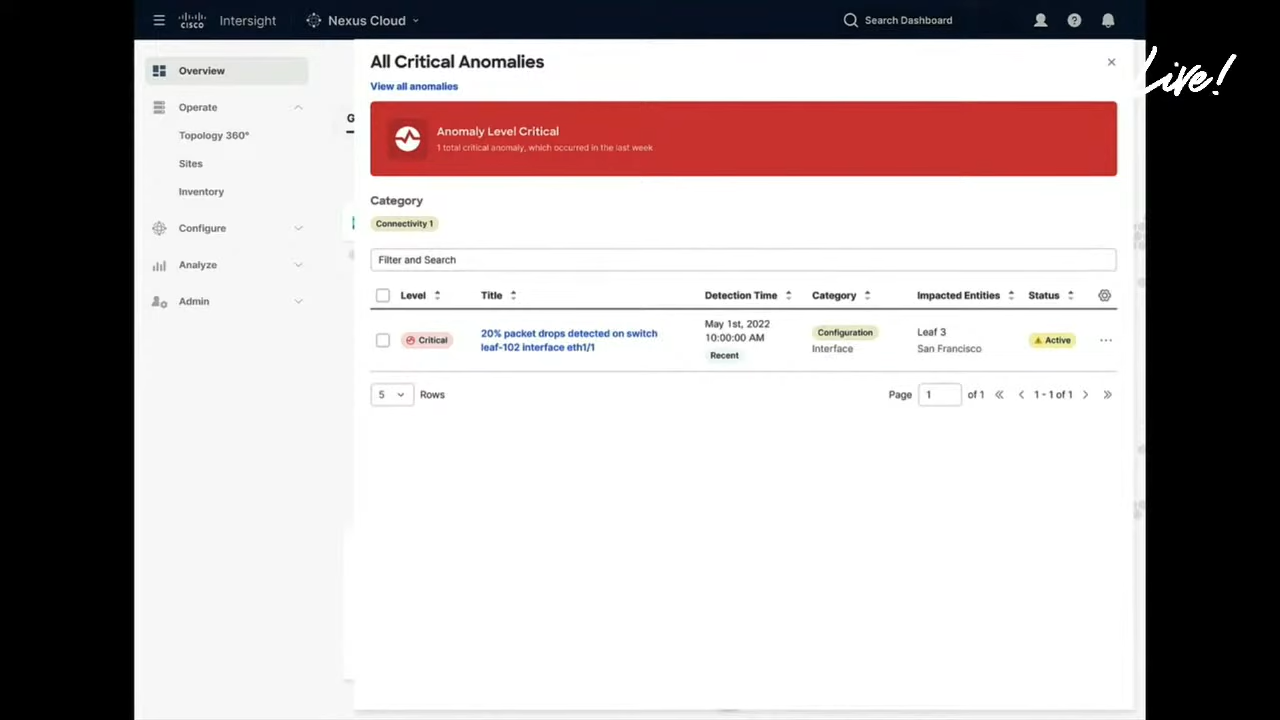 CISCO Intersight Nexus Cloud Search Dashboard
Live!
Overview
Operate
Topology 360°
Sites
Inventory
Configure
Analyze
Admin
All Critical Anomalies
View all anomalies
Anomaly Level Critical
1 total critical anomaly, which occurred in the last week
Category
Connectivity 1
Filter and Search
Level Title Detection Time Category Impacted Entities Status
Critical
20% packet drops detected on switch
leaf-102 interface eth1/1
May 1st, 2022
10:00:00 AM
Recent
Configuration
Interface
Leaf 3
San Francisco
Active
5 Rows
Page 1 of 1 1 - 1 of 1